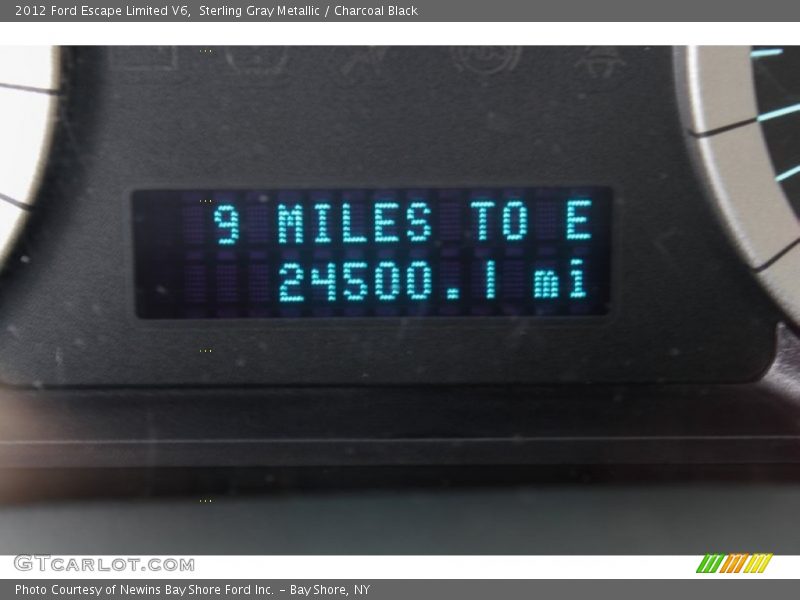 2012 Ford Escape Limited V6,  Sterling Gray Metallic / Charcoal Black
9 MILES TO E
24500.1 mi
GTCARLOT.COM
Photo Courtesy of Newins Bay Shore Ford Inc. - Bay Shore, NY